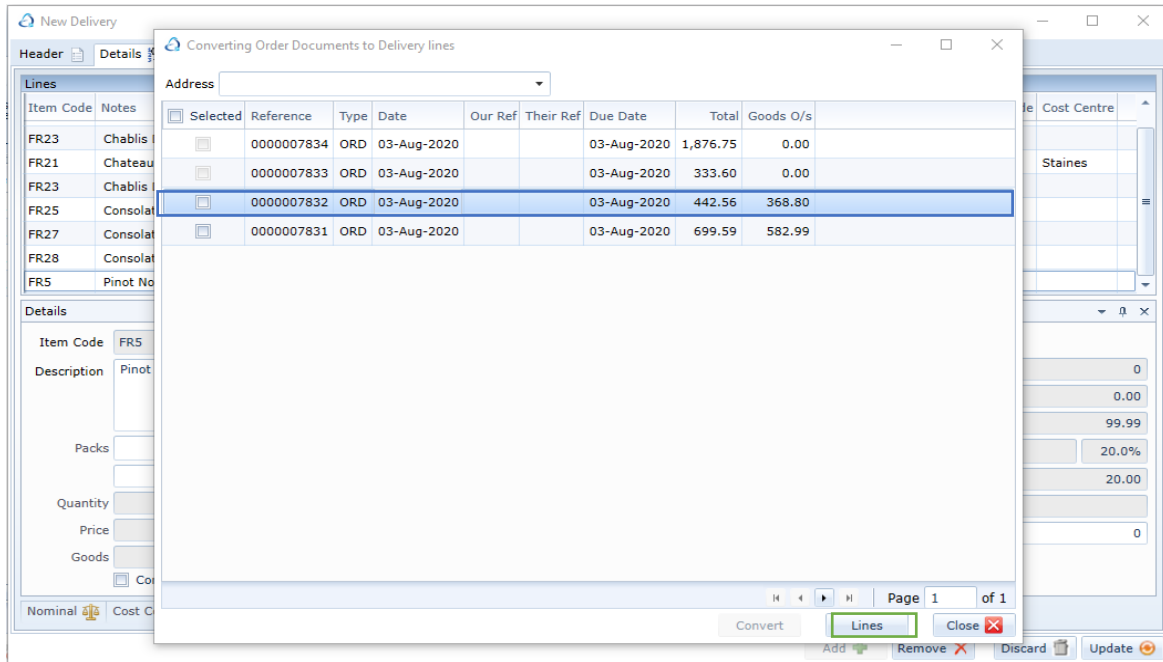 New Delivery
Header Details
Lines
Item Code Notes
FR23 Chablis
FR21 Chateau
FR23 Chablis
FR25 Consolat
FR27 Consolat
FR28 Consolat
FR5 Pinot No
Cost Centre
Staines
Details
Item Code FR5
Description Pinot
Packs
Quantity
Price
Goods
Nominal Cost C
0
0.00
99.99
20.0%
20.00
0
Converting Order Documents to Delivery lines
Address
Selected Reference Type Date Our Ref Their Ref Due Date Total Goods O/s
0000007834 ORD 03-Aug-2020 03-Aug-2020 1,876.75 0.00
0000007833 ORD 03-Aug-2020 03-Aug-2020 333.60 0.00
0000007832 ORD 03-Aug-2020 03-Aug-2020 442.56 368.80
0000007831 ORD 03-Aug-2020 03-Aug-2020 699.59 582.99
Page 1 of 1
Convert Lines Close
Add Remove Discard Update